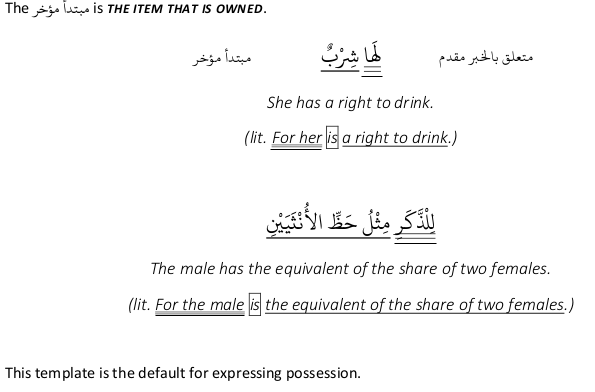 The مبتدأ مؤخر is THE ITEM THAT IS OWNED.
متعلق بالخبر مقدم لَهَا شِرْبٌ مبتدأ مؤخر
She has a right to drink.
(lit. For her is a right to drink.)
لِلْذَّكَرِ مِثْلُ حَظِّ الأُنْثَيَيْنِ
The male has the equivalent of the share of two females.
(lit. For the male is the equivalent of the share of two females.)
This template is the default for expressing possession.